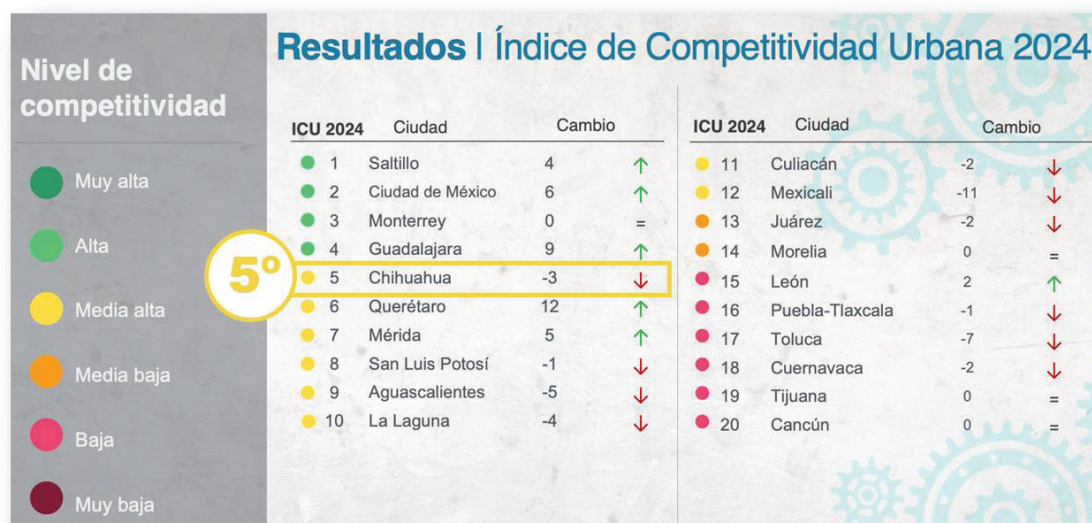 Resultados | Índice de Competitividad Urbana 2024
Nivel de
competitividad
Muy alta
Alta
Media alta
Media baja
Baja
Muy baja
5º
ICU 2024 Ciudad Cambio
1 Saltillo 4 ↑
2 Ciudad de México 6 ↑
3 Monterrey 0 =
4 Guadalajara 9 ↑
5 Chihuahua -3 ↓
6 Querétaro 12 ↑
7 Mérida 5 ↑
8 San Luis Potosí -1 ↓
9 Aguascalientes -5 ↓
10 La Laguna -4 ↓
ICU 2024 Ciudad Cambio
11 Culiacán -2 ↓
12 Mexicali -11 ↓
13 Juárez -2 ↓
14 Morelia 0 =
15 León 2 ↑
16 Puebla-Tlaxcala -1 ↓
17 Toluca -7 ↓
18 Cuernavaca -2 ↓
19 Tijuana 0 =
20 Cancún 0 =